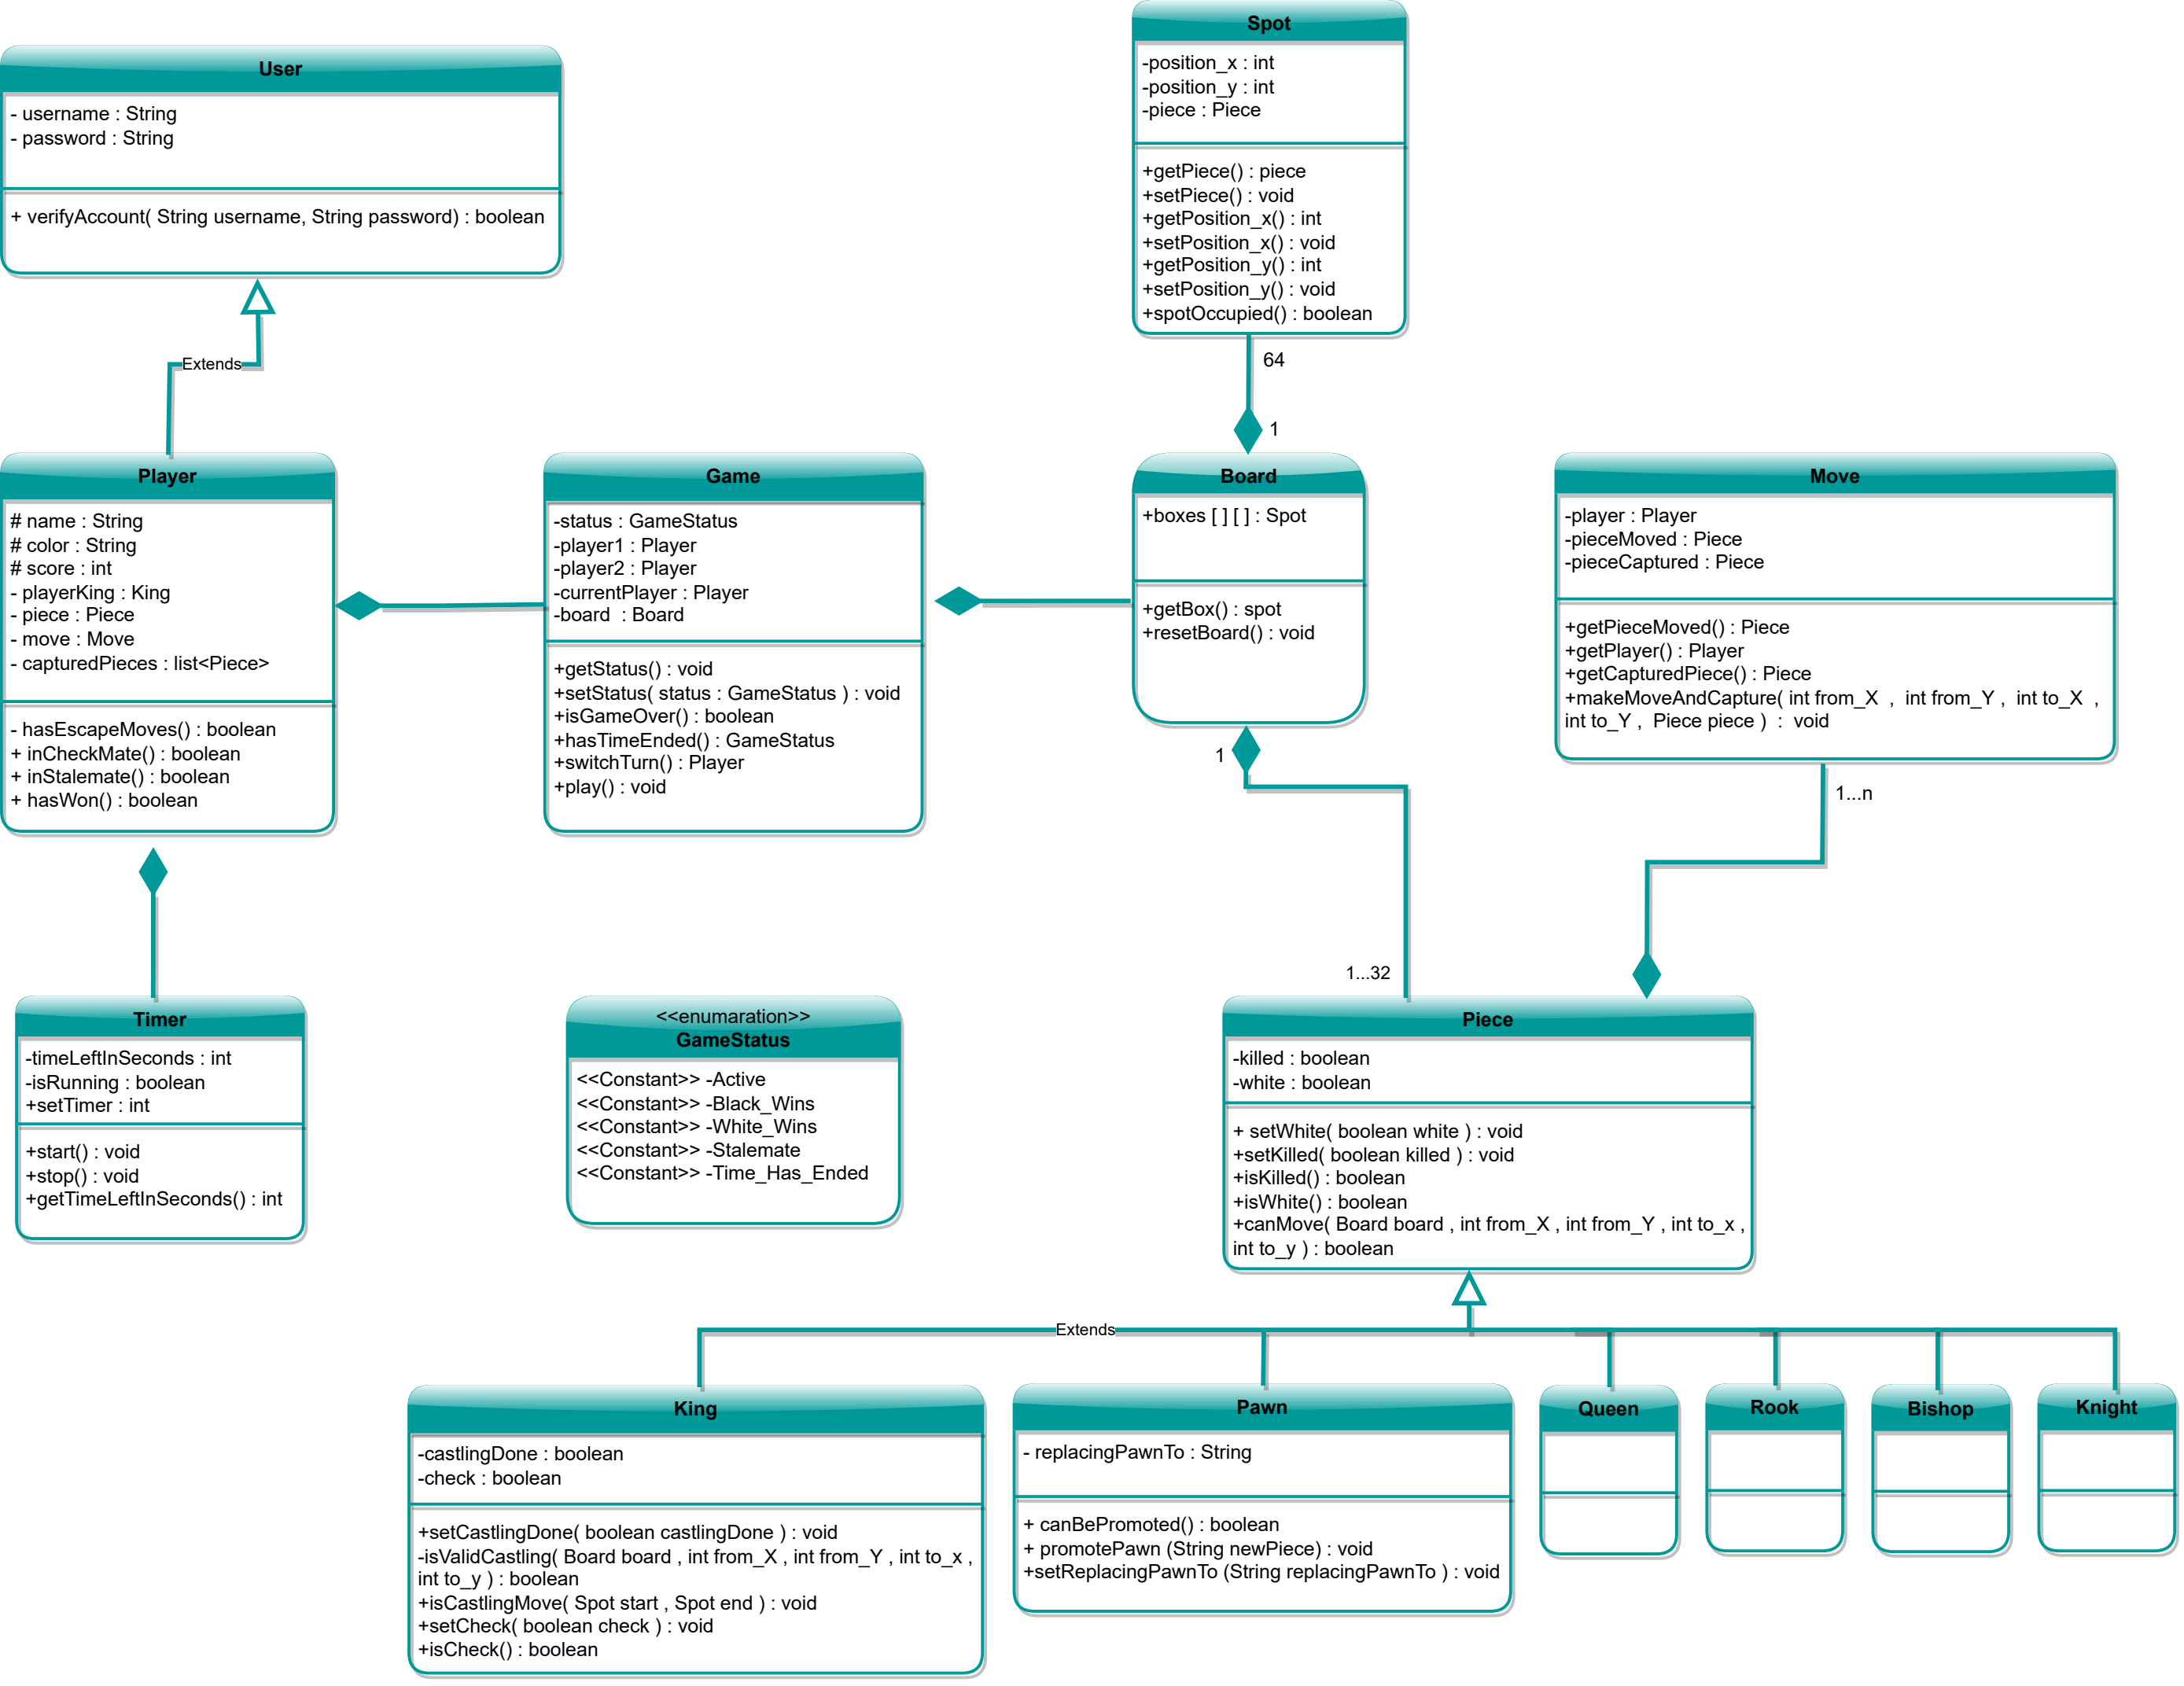 User
- username : String
- password : String
+ verifyAccount( String username, String password) : boolean
Extends
Spot
-position_x : int
-position_y : int
-piece : Piece
+getPiece() : piece
+setPiece() : void
+getPosition_x() : int
+setPosition_x() : void
+getPosition_y() : int
+setPosition_y() : void
+spotOccupied() : boolean
64
1
Player
# name : String
# color : String
# score : int
- playerKing : King
- piece : Piece
- move : Move
- capturedPieces : list<Piece>
- hasEscapeMoves() : boolean
+ inCheckMate() : boolean
+ inStalemate() : boolean
+ hasWon() : boolean
Game
-status : GameStatus
-player1 : Player
-player2 : Player
-currentPlayer : Player
-board  : Board
+getStatus() : void
+setStatus( status : GameStatus ) : void
+isGameOver() : boolean
+hasTimeEnded() : GameStatus
+switchTurn() : Player
+play() : void
Board
+boxes [ ] [ ] : Spot
+getBox() : spot
+resetBoard() : void
1
1...32
Move
-player : Player
-pieceMoved : Piece
-pieceCaptured : Piece
+getPieceMoved() : Piece
+getPlayer() : Player
+getCapturedPiece() : Piece
+makeMoveAndCapture( int from_X  ,  int from_Y ,  int to_X  ,
int to_Y ,  Piece piece )  :  void
1...n
Timer
-timeLeftInSeconds : int
-isRunning : boolean
+setTimer : int
+start() : void
+stop() : void
+getTimeLeftInSeconds() : int
<<enumaration>>
GameStatus
<<Constant>> -Active
<<Constant>> -Black_Wins
<<Constant>> -White_Wins
<<Constant>> -Stalemate
<<Constant>> -Time_Has_Ended
Piece
-killed : boolean
-white : boolean
+ setWhite( boolean white ) : void
+setKilled( boolean killed ) : void
+isKilled() : boolean
+isWhite() : boolean
+canMove( Board board , int from_X , int from_Y , int to_x ,
int to_y ) : boolean
Extends
King
-castlingDone : boolean
-check : boolean
+setCastlingDone( boolean castlingDone ) : void
-isValidCastling( Board board , int from_X , int from_Y , int to_x ,
int to_y ) : boolean
+isCastlingMove( Spot start , Spot end ) : void
+setCheck( boolean check ) : void
+isCheck() : boolean
Pawn
- replacingPawnTo : String
+ canBePromoted() : boolean
+ promotePawn (String newPiece) : void
+setReplacingPawnTo (String replacingPawnTo ) : void
Queen
Rook
Bishop
Knight